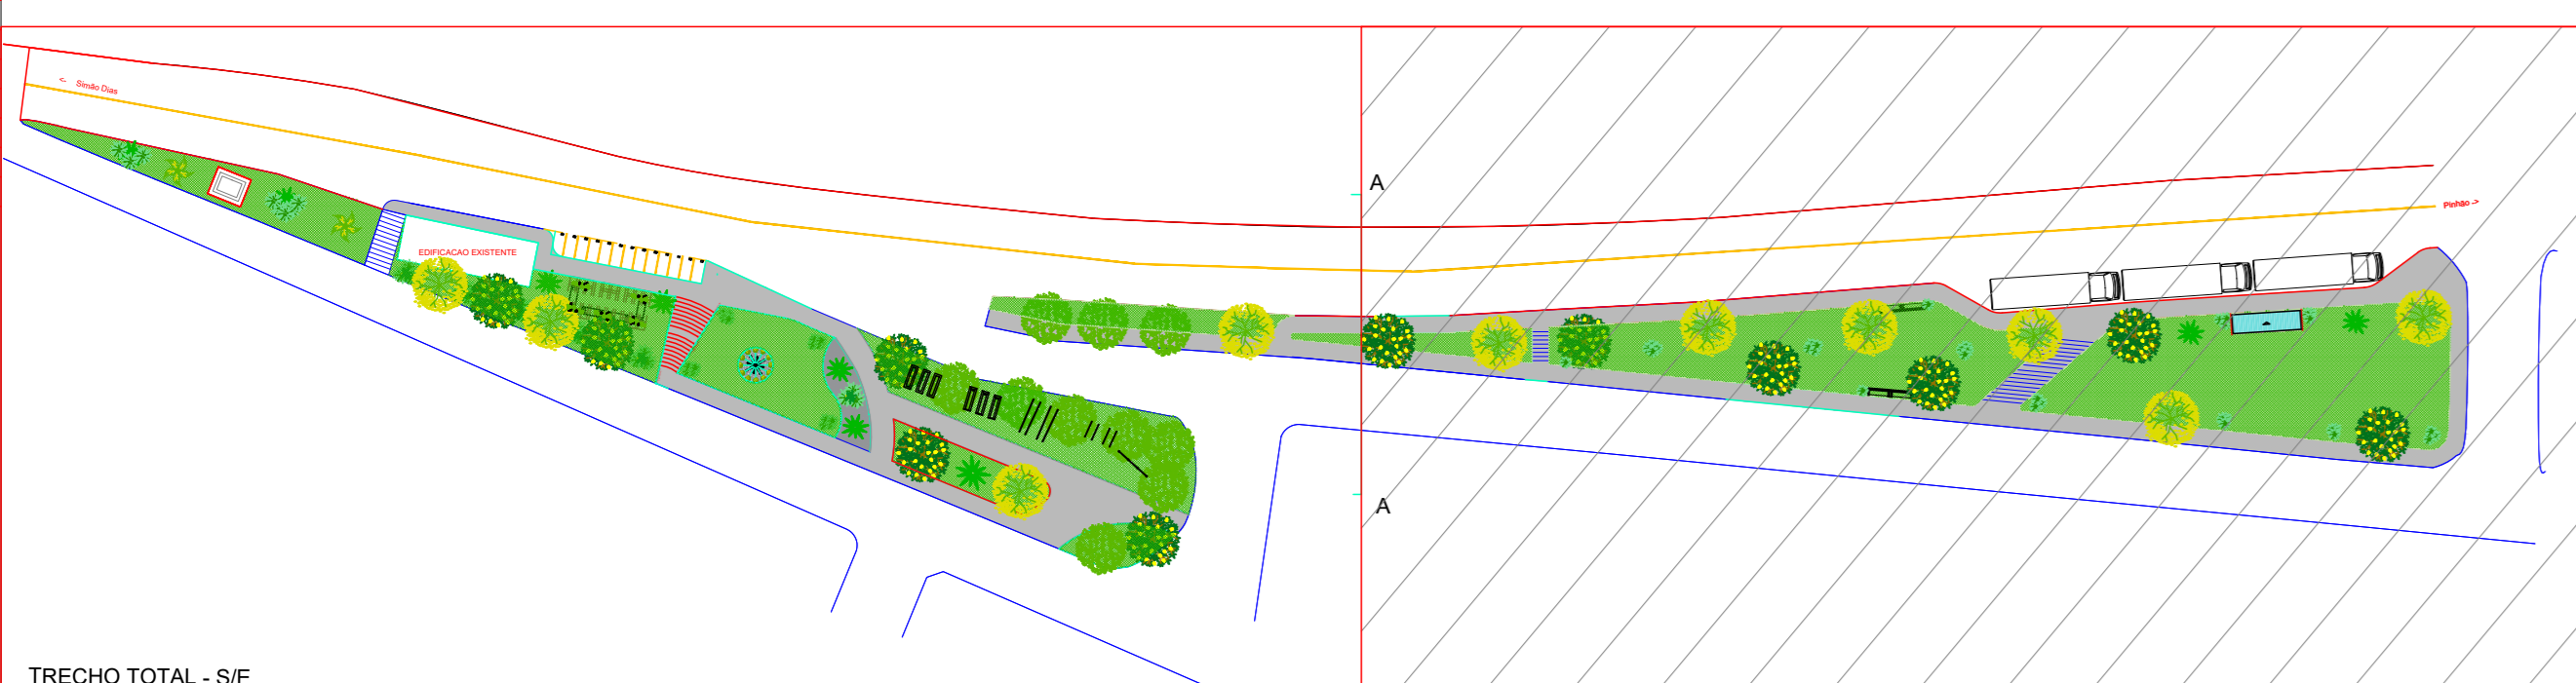 <- Simão Dias
A
Pinhão ->
EDIFICACAO EXISTENTE
A
TRECHO TOTAL - S/E